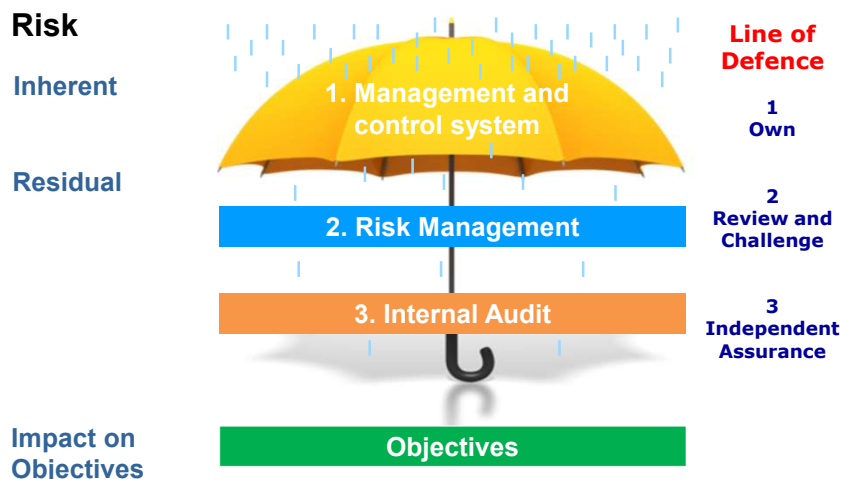 Risk
Line of
Defence
Inherent
1. Management and
control system
1
Own
Residual
2. Risk Management
2
Review and
Challenge
3. Internal Audit
3
Independent
Assurance
Impact on
Objectives
Objectives